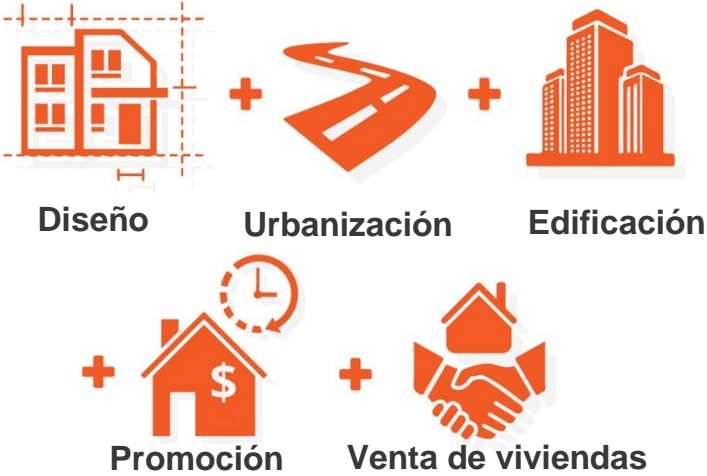 Diseño
Urbanización
Edificación
$
Promoción
Venta de viviendas